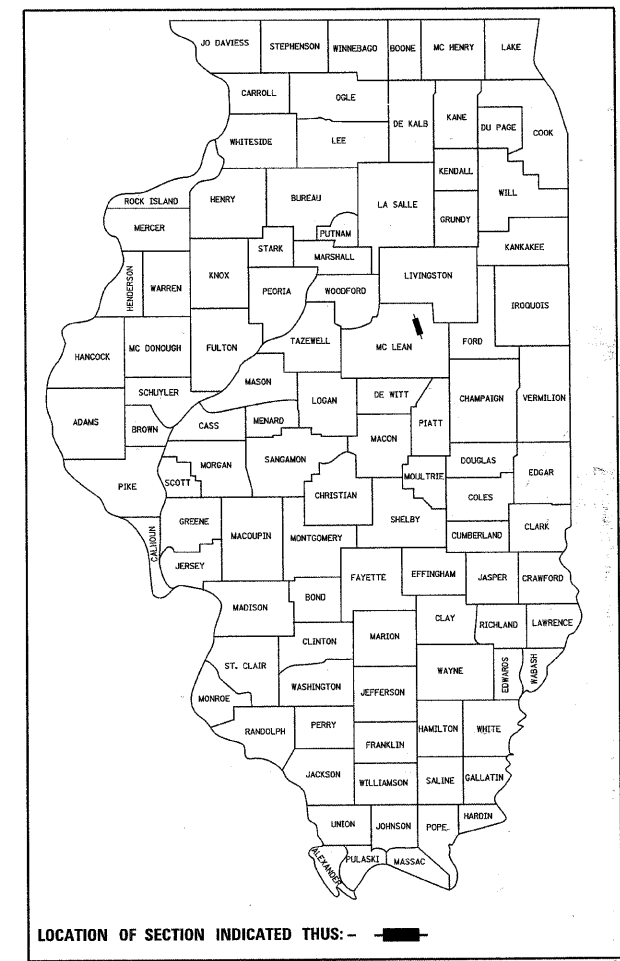 JO DAVIESS
STEPHENSON
WINNEBAGO
BOONE
MC HENRY
LAKE
CARROLL
OGLE
DE KALB
KANE
DU PAGE
COOK
WHITESIDE
LEE
KENDALL
WILL
ROCK ISLAND
HENRY
BUREAU
LA SALLE
GRUNDY
MERCER
PUTNAM
STARK
MARSHALL
KANKAKEE
HENDERSON
WARREN
KNOX
PEORIA
WOODFORD
LIVINGSTON
IROQUOIS
HANCOCK
MC DONOUGH
FULTON
TAZEWELL
MC LEAN
FORD
MASON
SCHUYLER
LOGAN
DE WITT
CHAMPAIGN
VERMILION
ADAMS
BROWN
CASS
MENARD
MACON
PIATT
SANGAMON
DOUGLAS
EDGAR
PIKE
SCOTT
MORGAN
CHRISTIAN
MOULTRIE
COLES
CALHOUN
GREENE
MACOUPIN
MONTGOMERY
SHELBY
CUMBERLAND
CLARK
JERSEY
FAYETTE
EFFINGHAM
JASPER
CRAWFORD
MADISON
BOND
CLAY
RICHLAND
LAWRENCE
CLINTON
MARION
ST. CLAIR
WAYNE
EDWARDS
WABASH
WASHINGTON
JEFFERSON
MONROE
RANDOLPH
PERRY
HAMILTON
WHITE
FRANKLIN
JACKSON
WILLIAMSON
SALINE
GALLATIN
UNION
JOHNSON
POPE
HARDIN
ALEXANDER
PULASKI
MASSAC
LOCATION OF SECTION INDICATED THUS: -